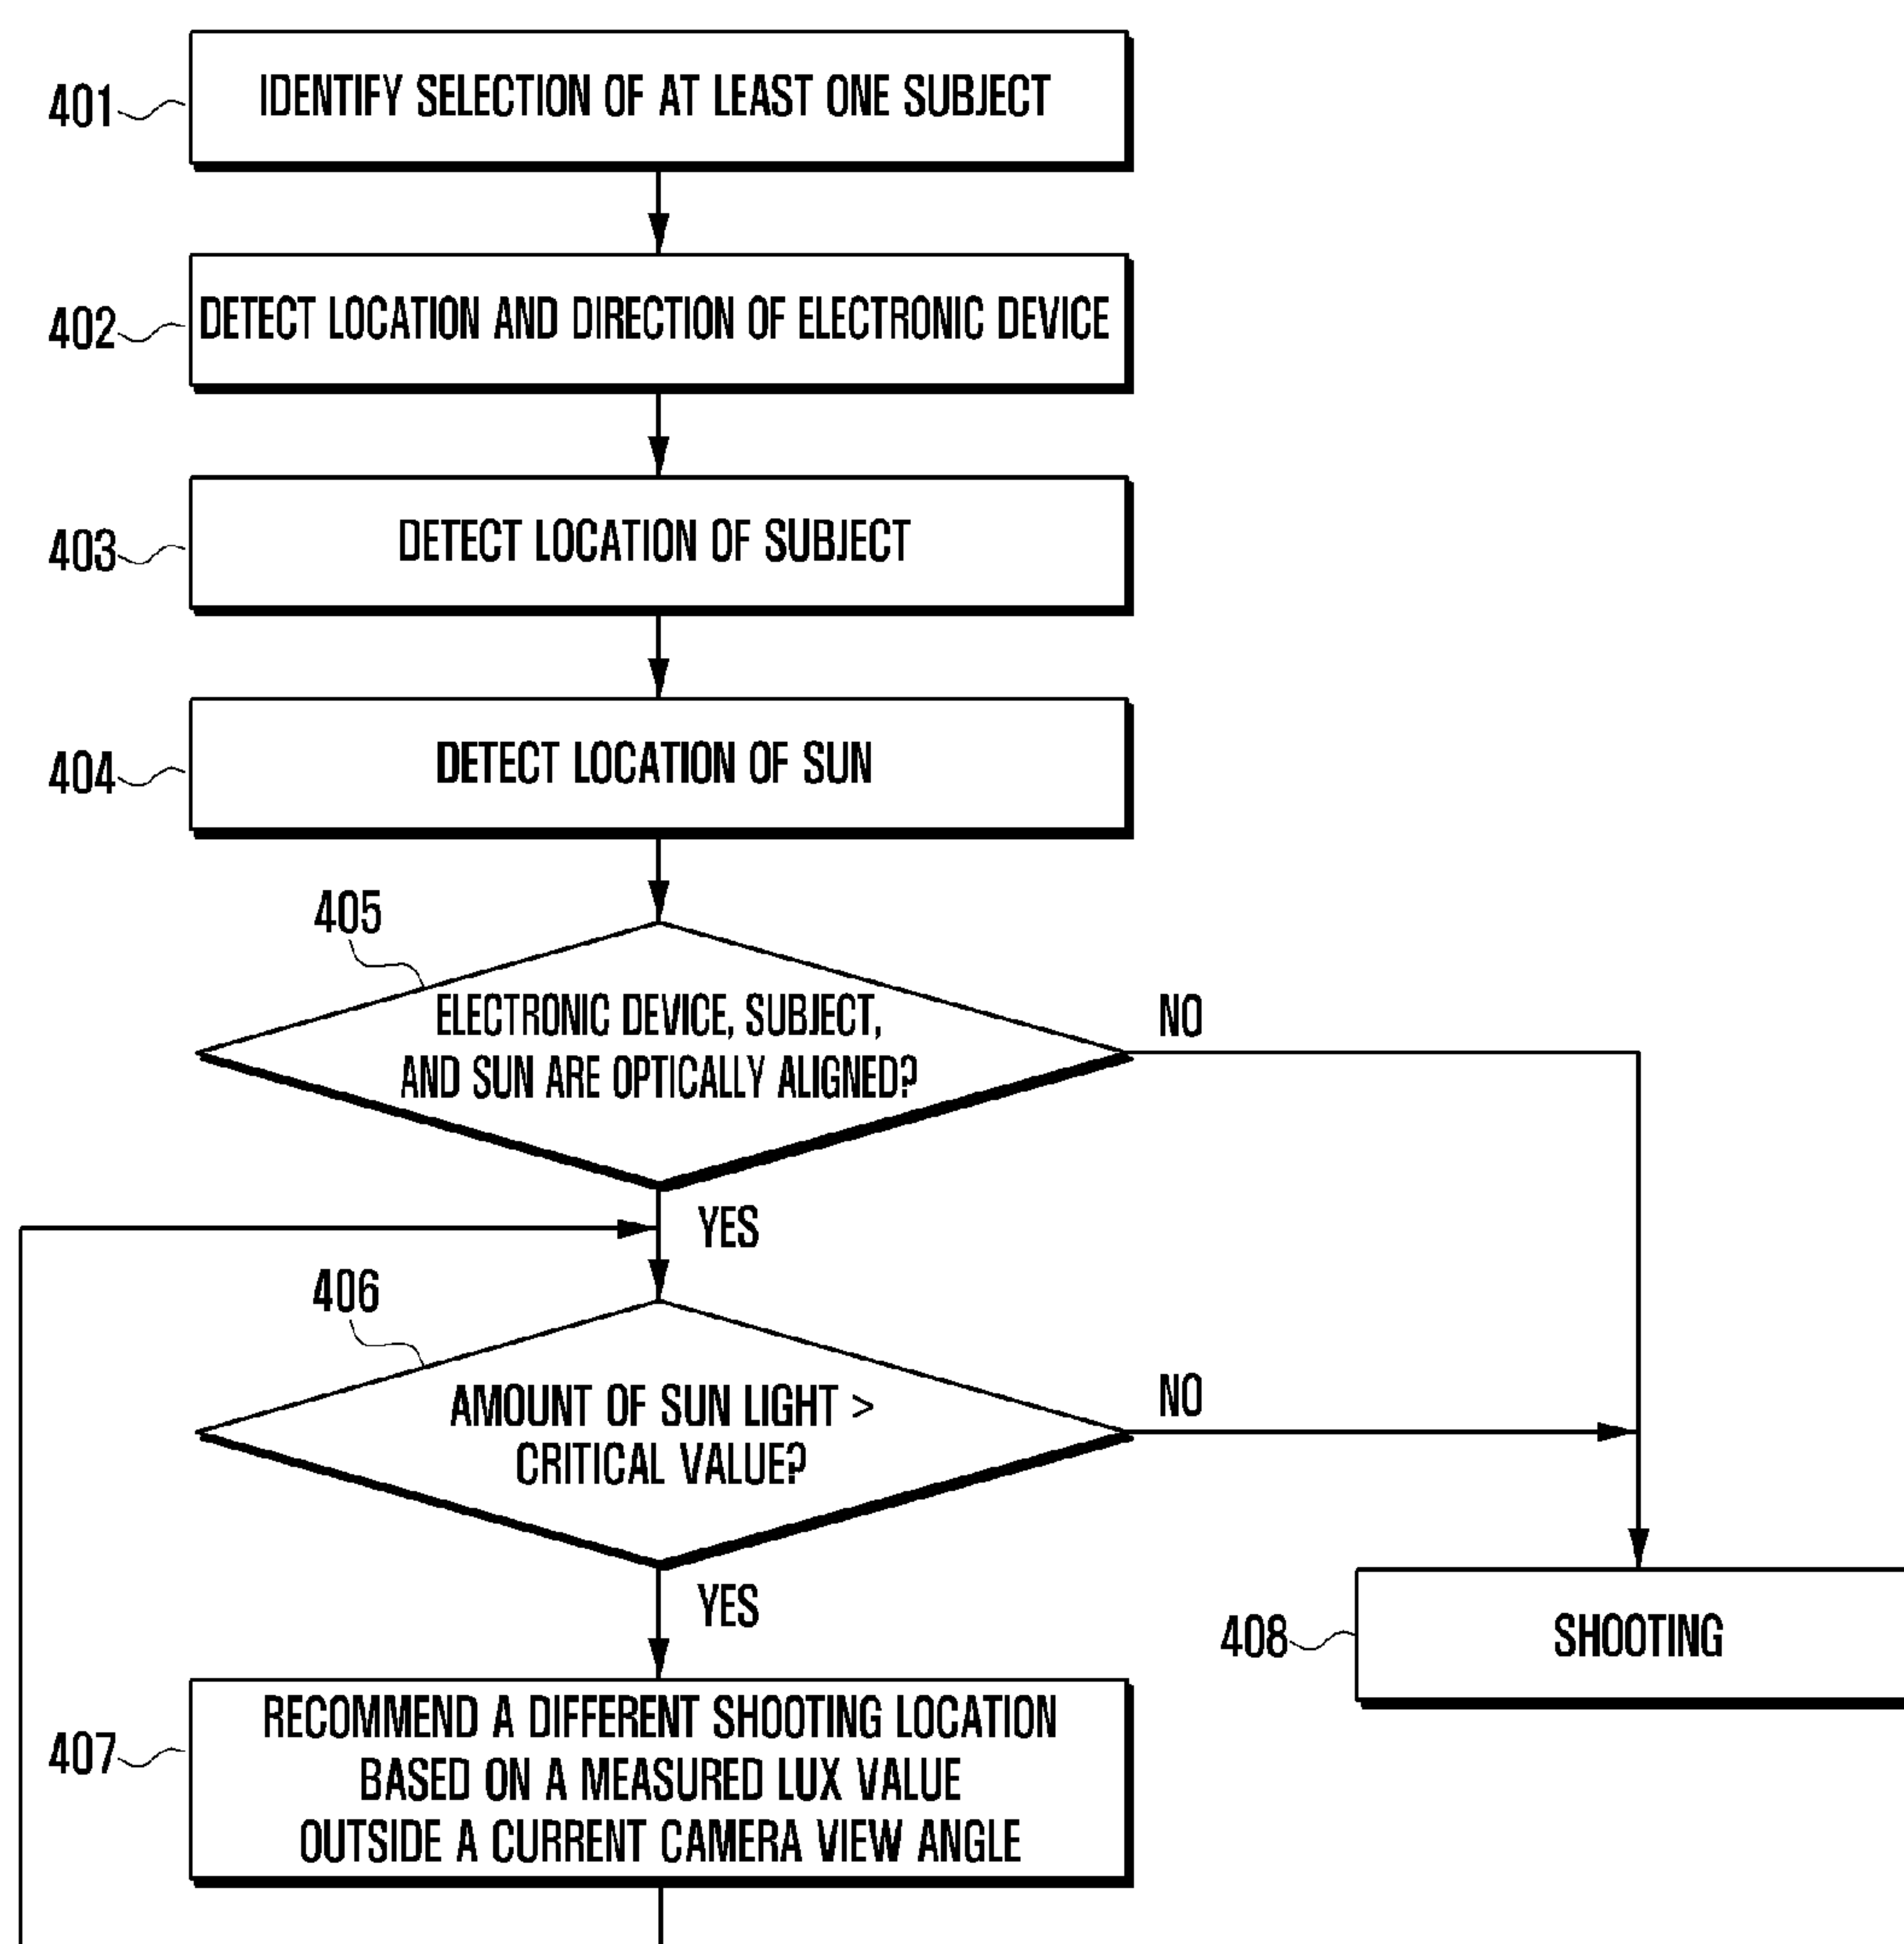 401
IDENTIFY SELECTION OF AT LEAST ONE SUBJECT
402
DETECT LOCATION AND DIRECTION OF ELECTRONIC DEVICE
403
DETECT LOCATION OF SUBJECT
404
DETECT LOCATION OF SUN
405
ELECTRONIC DEVICE, SUBJECT,
AND SUN ARE OPTICALLY ALIGNED?
NO
YES
406
AMOUNT OF SUN LIGHT >
CRITICAL VALUE?
NO
YES
408
SHOOTING
407
RECOMMEND A DIFFERENT SHOOTING LOCATION
BASED ON A MEASURED LUX VALUE
OUTSIDE A CURRENT CAMERA VIEW ANGLE